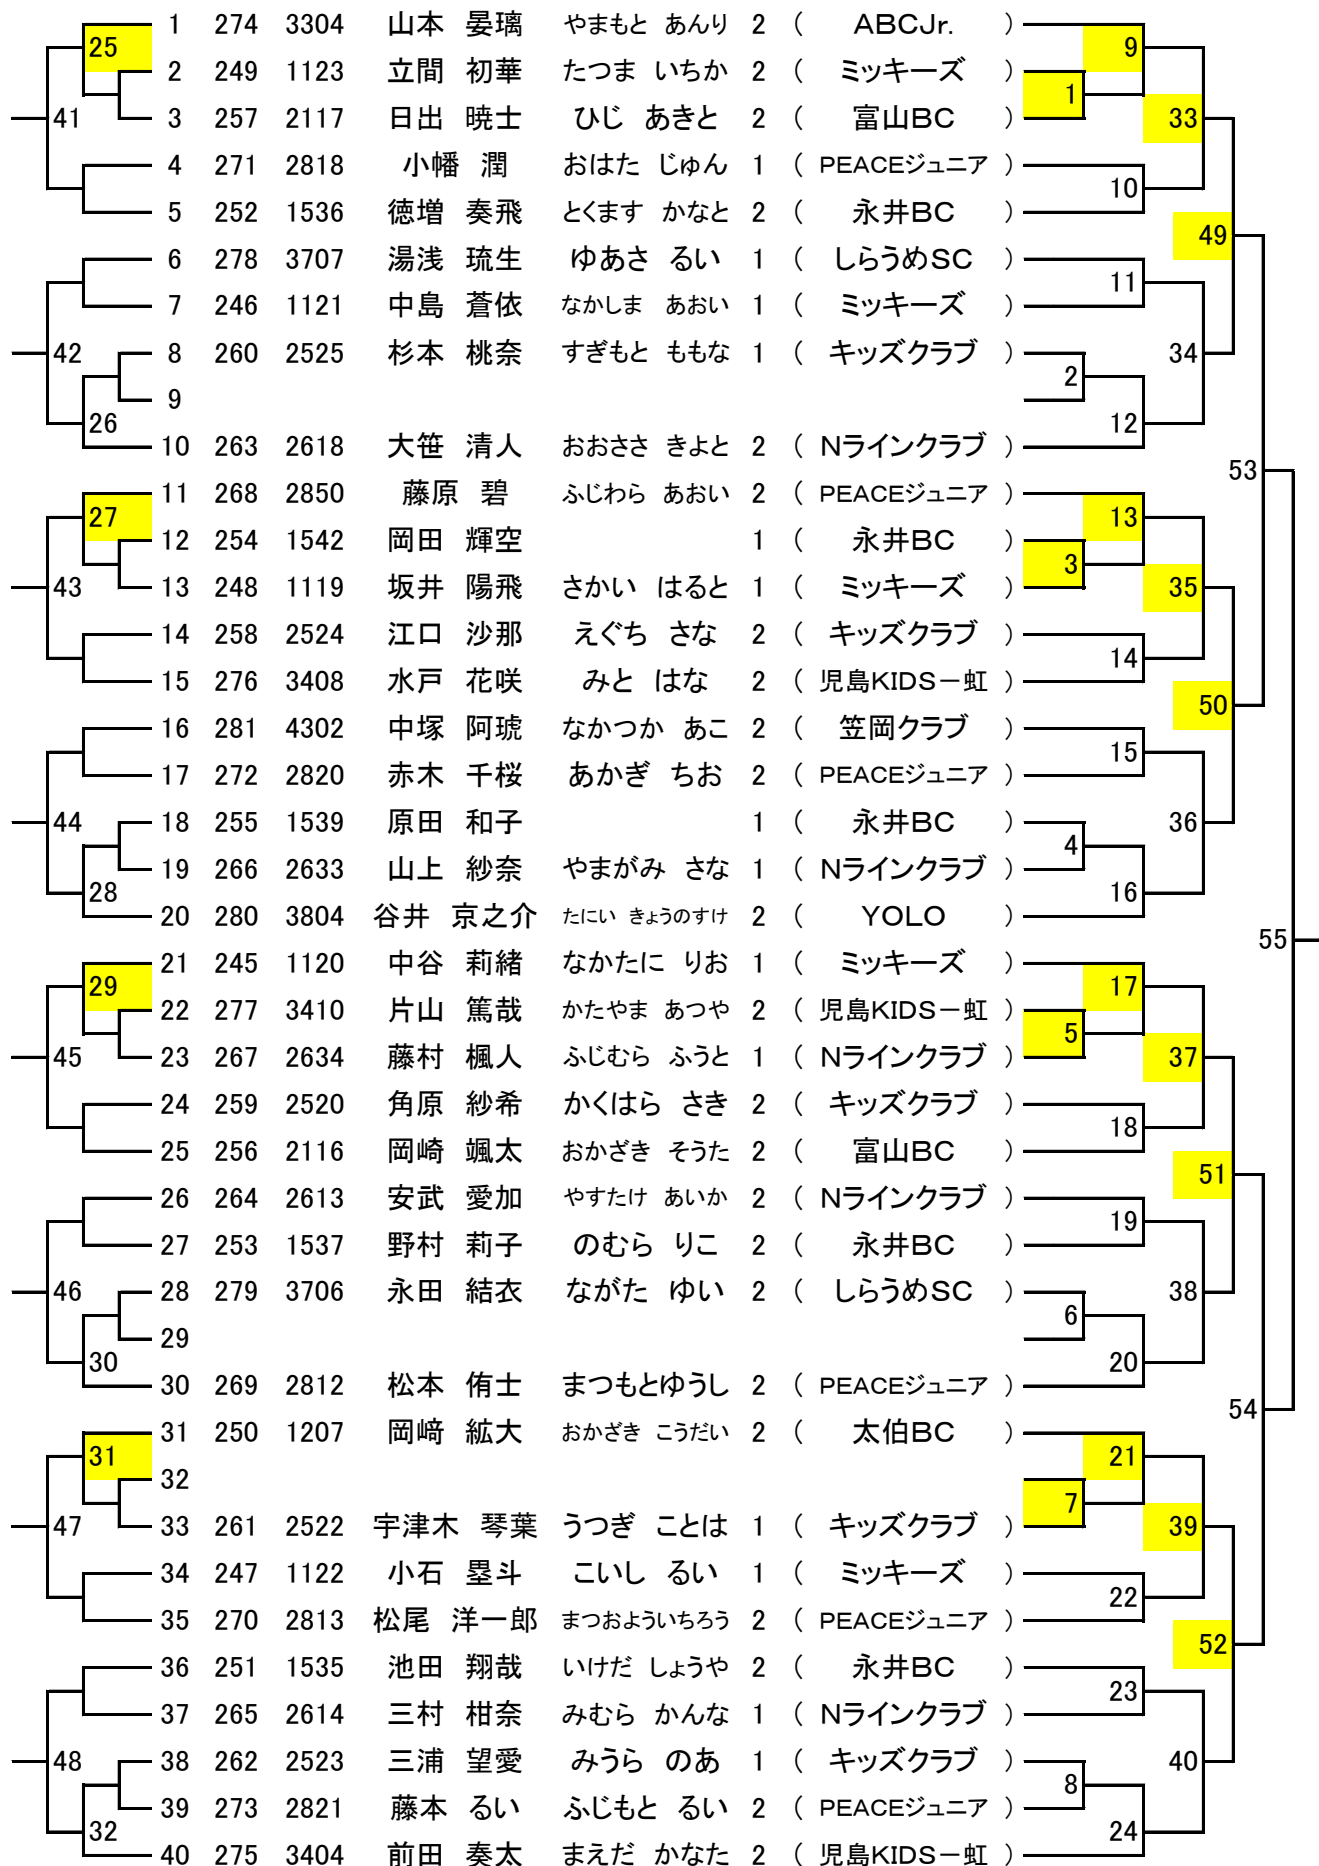 1 274 3304 山本 晏璃 やまもと あんり 2 ( ABCJr. )
25 9
2 249 1123 立間 初華 たつま いちか 2 ( ミッキーズ )
1
41 3 257 2117 日出 暁士 ひじ あきと 2 ( 富山BC ) 33
4 271 2818 小幡 潤 おはた じゅん 1 ( PEACEジュニア )
10
5 252 1536 徳増 奏飛 とくます かなと 2 ( 永井BC )
49
6 278 3707 湯浅 琉生 ゆあさ るい 1 ( しらうめSC )
11
7 246 1121 中島 蒼依 なかしま あおい 1 ( ミッキーズ )
42 8 260 2525 杉本 桃奈 すぎもと ももな 1 ( キッズクラブ ) 34
2
9
26 12
10 263 2618 大笹 清人 おおささ きよと 2 ( Nラインクラブ )
53
11 268 2850 藤原 碧 ふじわら あおい 2 ( PEACEジュニア )
27 13
12 254 1542 岡田 輝空 1 ( 永井BC )
3
43 13 248 1119 坂井 陽飛 さかい はると 1 ( ミッキーズ ) 35
14 258 2524 江口 沙那 えぐち さな 2 ( キッズクラブ )
14
15 276 3408 水戸 花咲 みと はな 2 ( 児島KIDS－虹 )
50
16 281 4302 中塚 阿琥 なかつか あこ 2 ( 笠岡クラブ )
15
17 272 2820 赤木 千桜 あかぎ ちお 2 ( PEACEジュニア )
44 18 255 1539 原田 和子 1 ( 永井BC ) 36
4
19 266 2633 山上 紗奈 やまがみ さな 1 ( Nラインクラブ )
28 16
20 280 3804 谷井 京之介 たにい きょうのすけ 2 ( YOLO )
55
21 245 1120 中谷 莉緒 なかたに りお 1 ( ミッキーズ )
29 17
22 277 3410 片山 篤哉 かたやま あつや 2 ( 児島KIDS－虹 )
5
45 23 267 2634 藤村 楓人 ふじむら ふうと 1 ( Nラインクラブ ) 37
24 259 2520 角原 紗希 かくはら さき 2 ( キッズクラブ )
18
25 256 2116 岡崎 颯太 おかざき そうた 2 ( 富山BC )
51
26 264 2613 安武 愛加 やすたけ あいか 2 ( Nラインクラブ )
19
27 253 1537 野村 莉子 のむら りこ 2 ( 永井BC )
46 28 279 3706 永田 結衣 ながた ゆい 2 ( しらうめSC ) 38
6
29
30 20
30 269 2812 松本 侑士 まつもとゆうし 2 ( PEACEジュニア )
54
31 250 1207 岡﨑 紘大 おかざき こうだい 2 ( 太伯BC )
31 21
32
7
47 33 261 2522 宇津木 琴葉 うつぎ ことは 1 ( キッズクラブ ) 39
34 247 1122 小石 塁斗 こいし るい 1 ( ミッキーズ )
22
35 270 2813 松尾 洋一郎 まつおよういちろう 2 ( PEACEジュニア )
52
36 251 1535 池田 翔哉 いけだ しょうや 2 ( 永井BC )
23
37 265 2614 三村 柑奈 みむら かんな 1 ( Nラインクラブ )
48 38 262 2523 三浦 望愛 みうら のあ 1 ( キッズクラブ ) 40
8
39 273 2821 藤本 るい ふじもと るい 2 ( PEACEジュニア )
32 24
40 275 3404 前田 奏太 まえだ かなた 2 ( 児島KIDS－虹 )